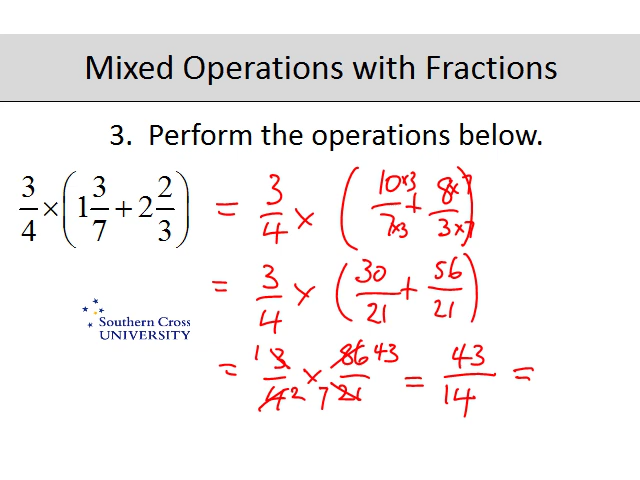 Mixed Operations with Fractions
3. Perform the operations below.
3/4 × (1 3/7 + 2 2/3) = 3/4 × (10×3/7×3 + 8×7/3×7)
= 3/4 × (30/21 + 56/21)
Southern Cross
UNIVERSITY
= 1 3/4 2 × 86 43/7 21 = 43/14 =